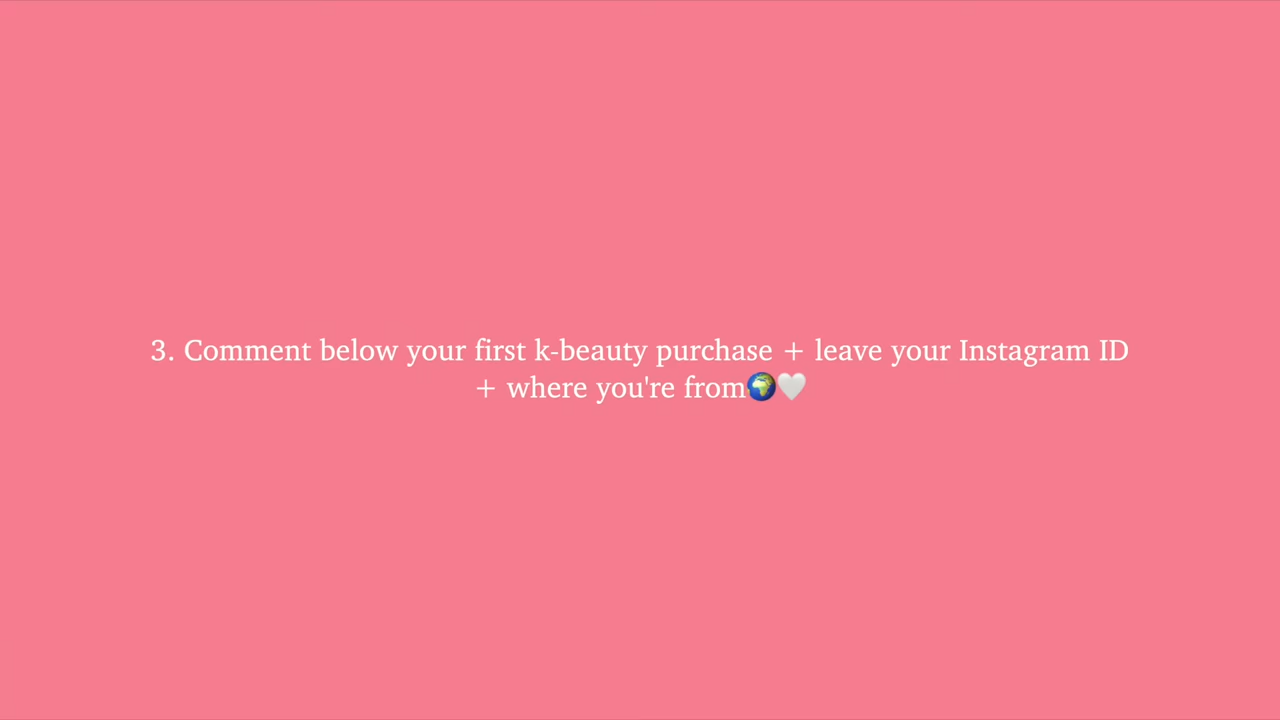 3. Comment below your first k-beauty purchase + leave your Instagram ID
+ where you're from🌍🤍